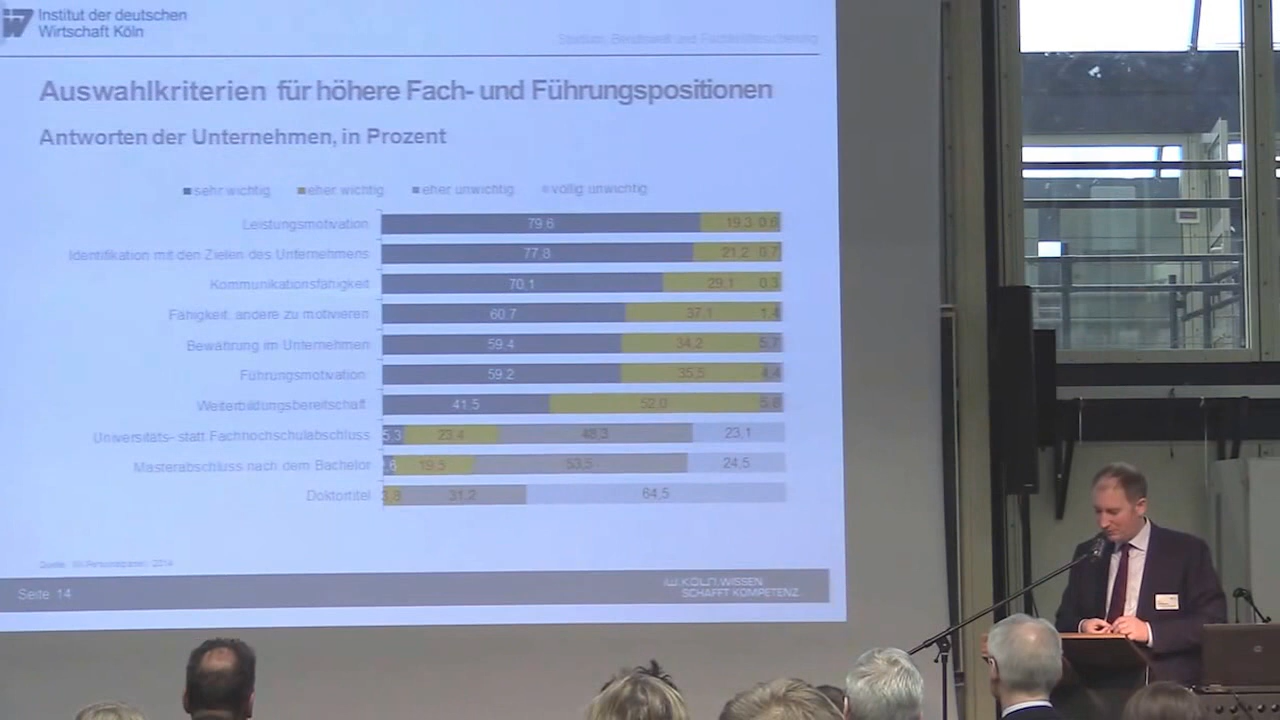 Institut der deutschen
Wirtschaft Köln
Auswahlkriterien für höhere Fach- und Führungspositionen
Antworten der Unternehmen, in Prozent
sehr wichtig eher wichtig eher unwichtig völlig unwichtig
Leistungsmotivation 79,6 19,3 0,6
Identifikation mit den Zielen des Unternehmens 77,8 21,2 0,7
Kommunikationsfähigkeit 70,1 29,1 0,3
Fähigkeit, andere zu motivieren 60,7 37,1 1,4
Bewährung im Unternehmen 59,4 34,2 5,7
Führungsmotivation 59,2 35,5 4,4
Weiterbildungsbereitschaft 41,5 52,0 5,8
Universitäts- statt Fachhochschulabschluss 5,3 23,4 48,3 23,1
Masterabschluss nach dem Bachelor 19,5 53,5 24,5
Doktortitel 3,8 31,2 64,5
Seite 14
IW.KÖLN.WISSEN
SCHAFFT KOMPETENZ.